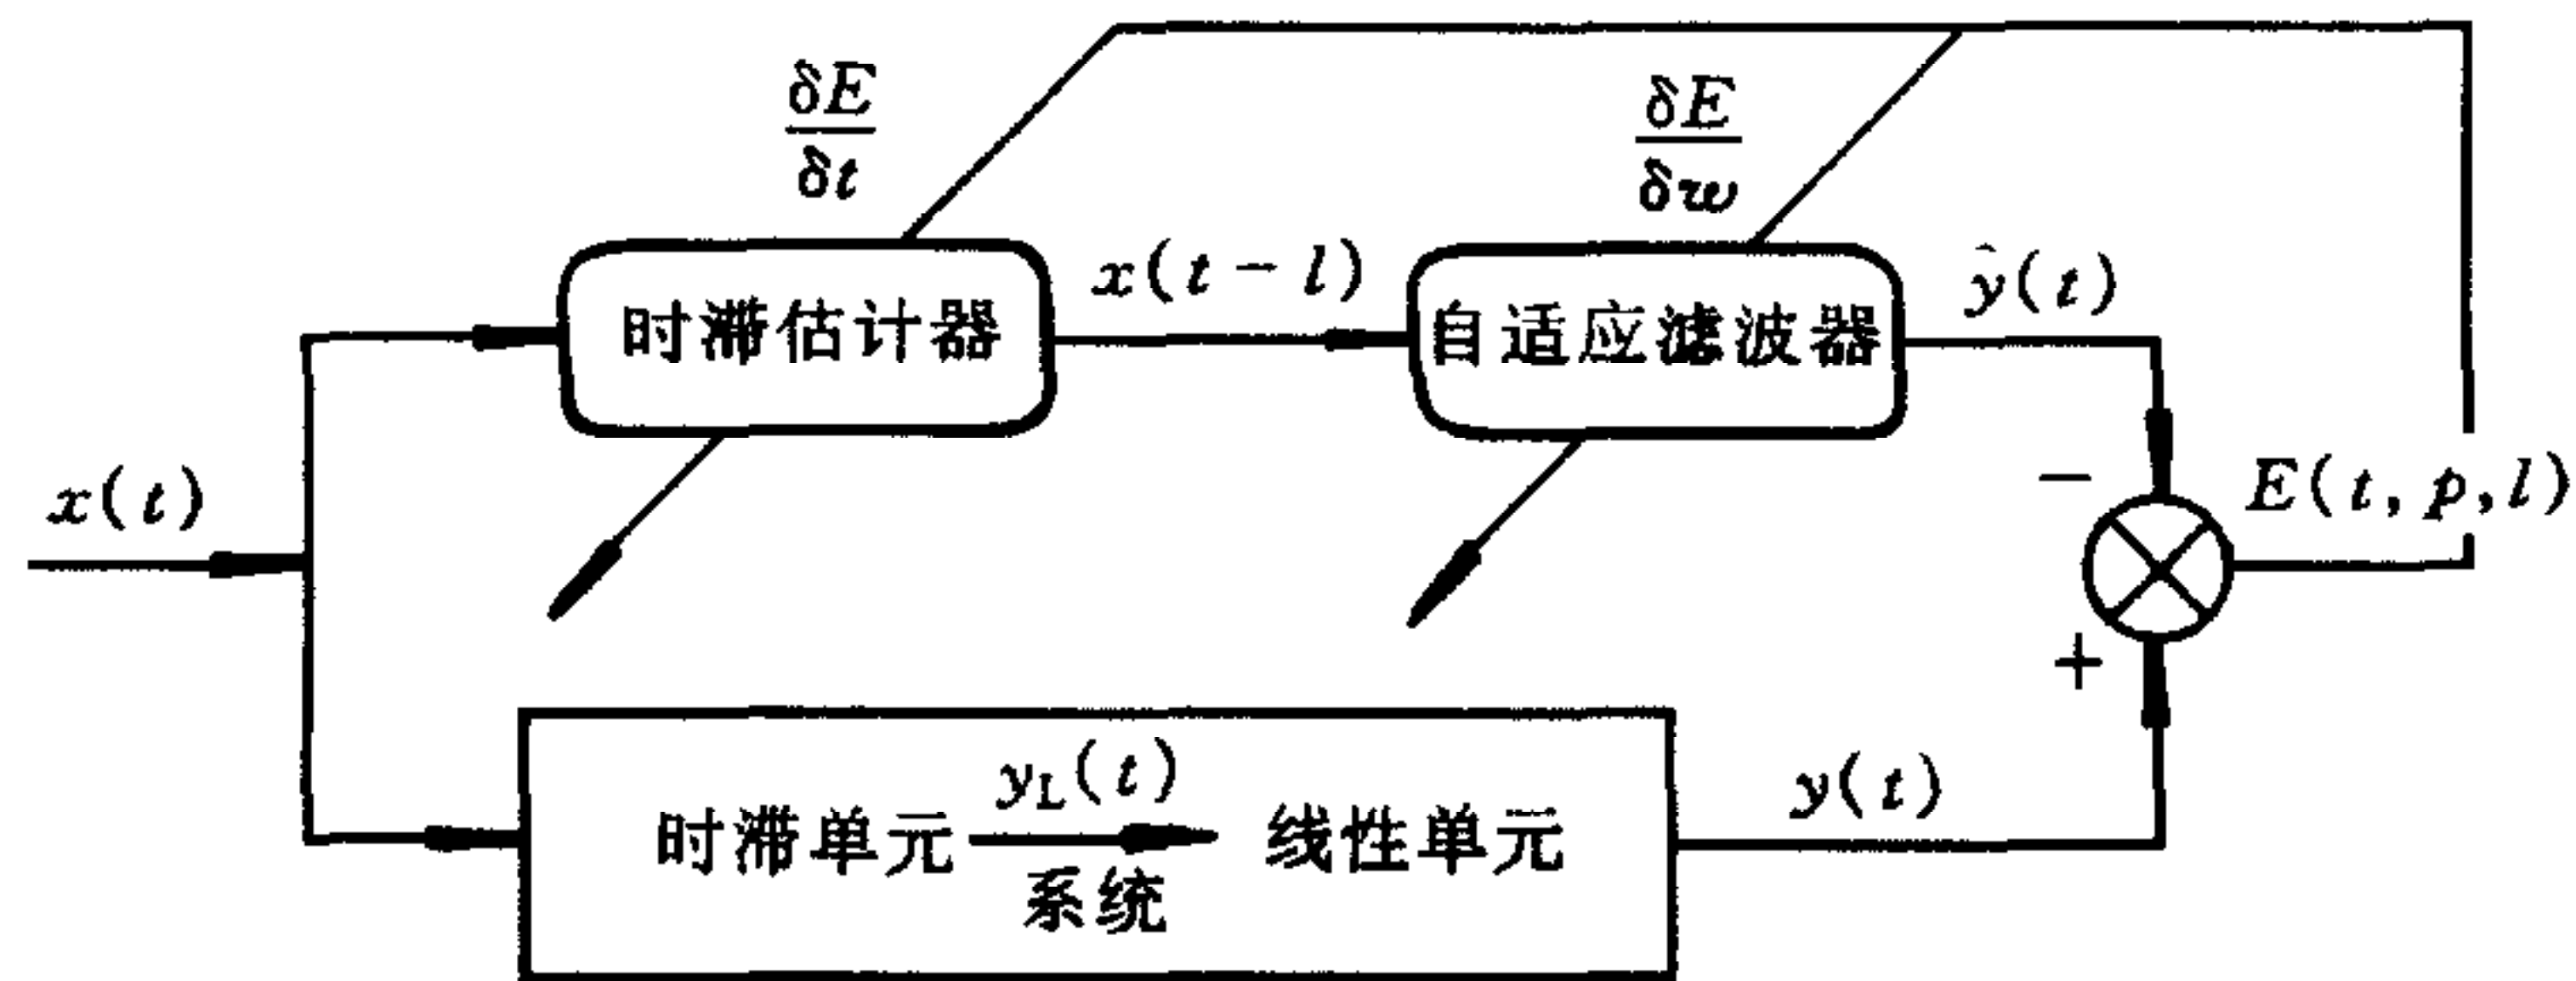 δE
δt
δE
δw
x(t-l)
ŷ(t)
时滞估计器
自适应滤波器
x(t)
−
E(t,p,l)
+
y_L(t)
y(t)
时滞单元
线性单元
系统